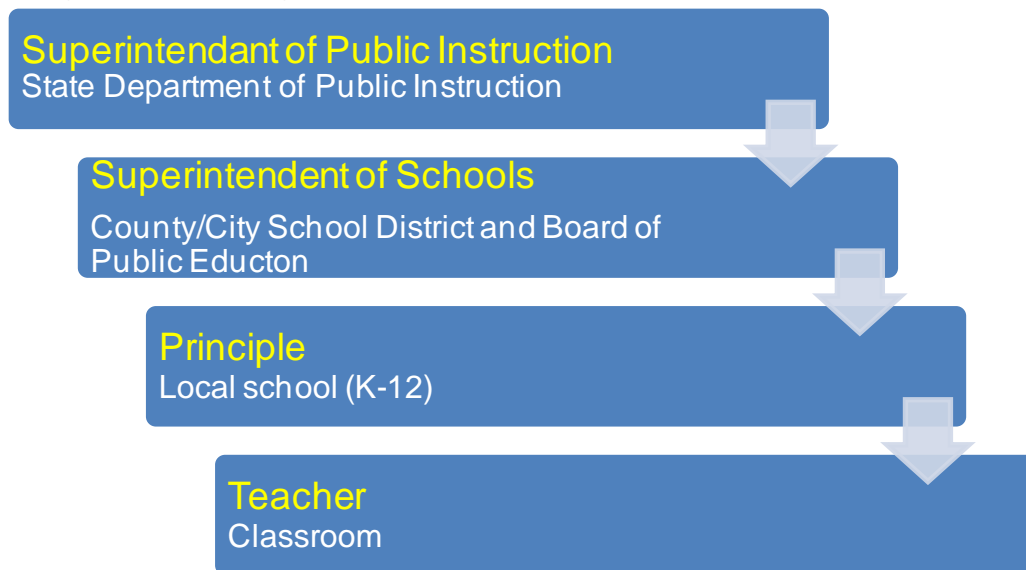 Superintendant of Public Instruction
State Department of Public Instruction
Superintendent of Schools
County/City School District and Board of
Public Educton
Principle
Local school (K-12)
Teacher
Classroom